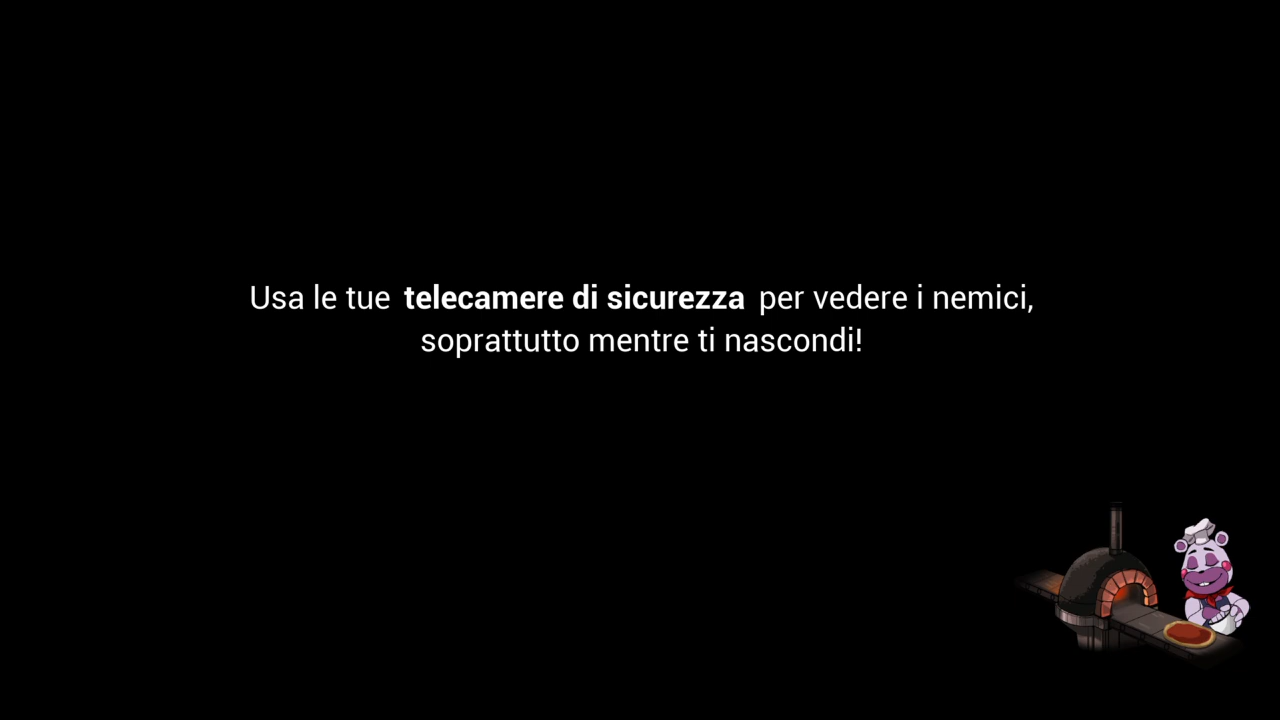 Usa le tue telecamere di sicurezza per vedere i nemici,
soprattutto mentre ti nascondi!